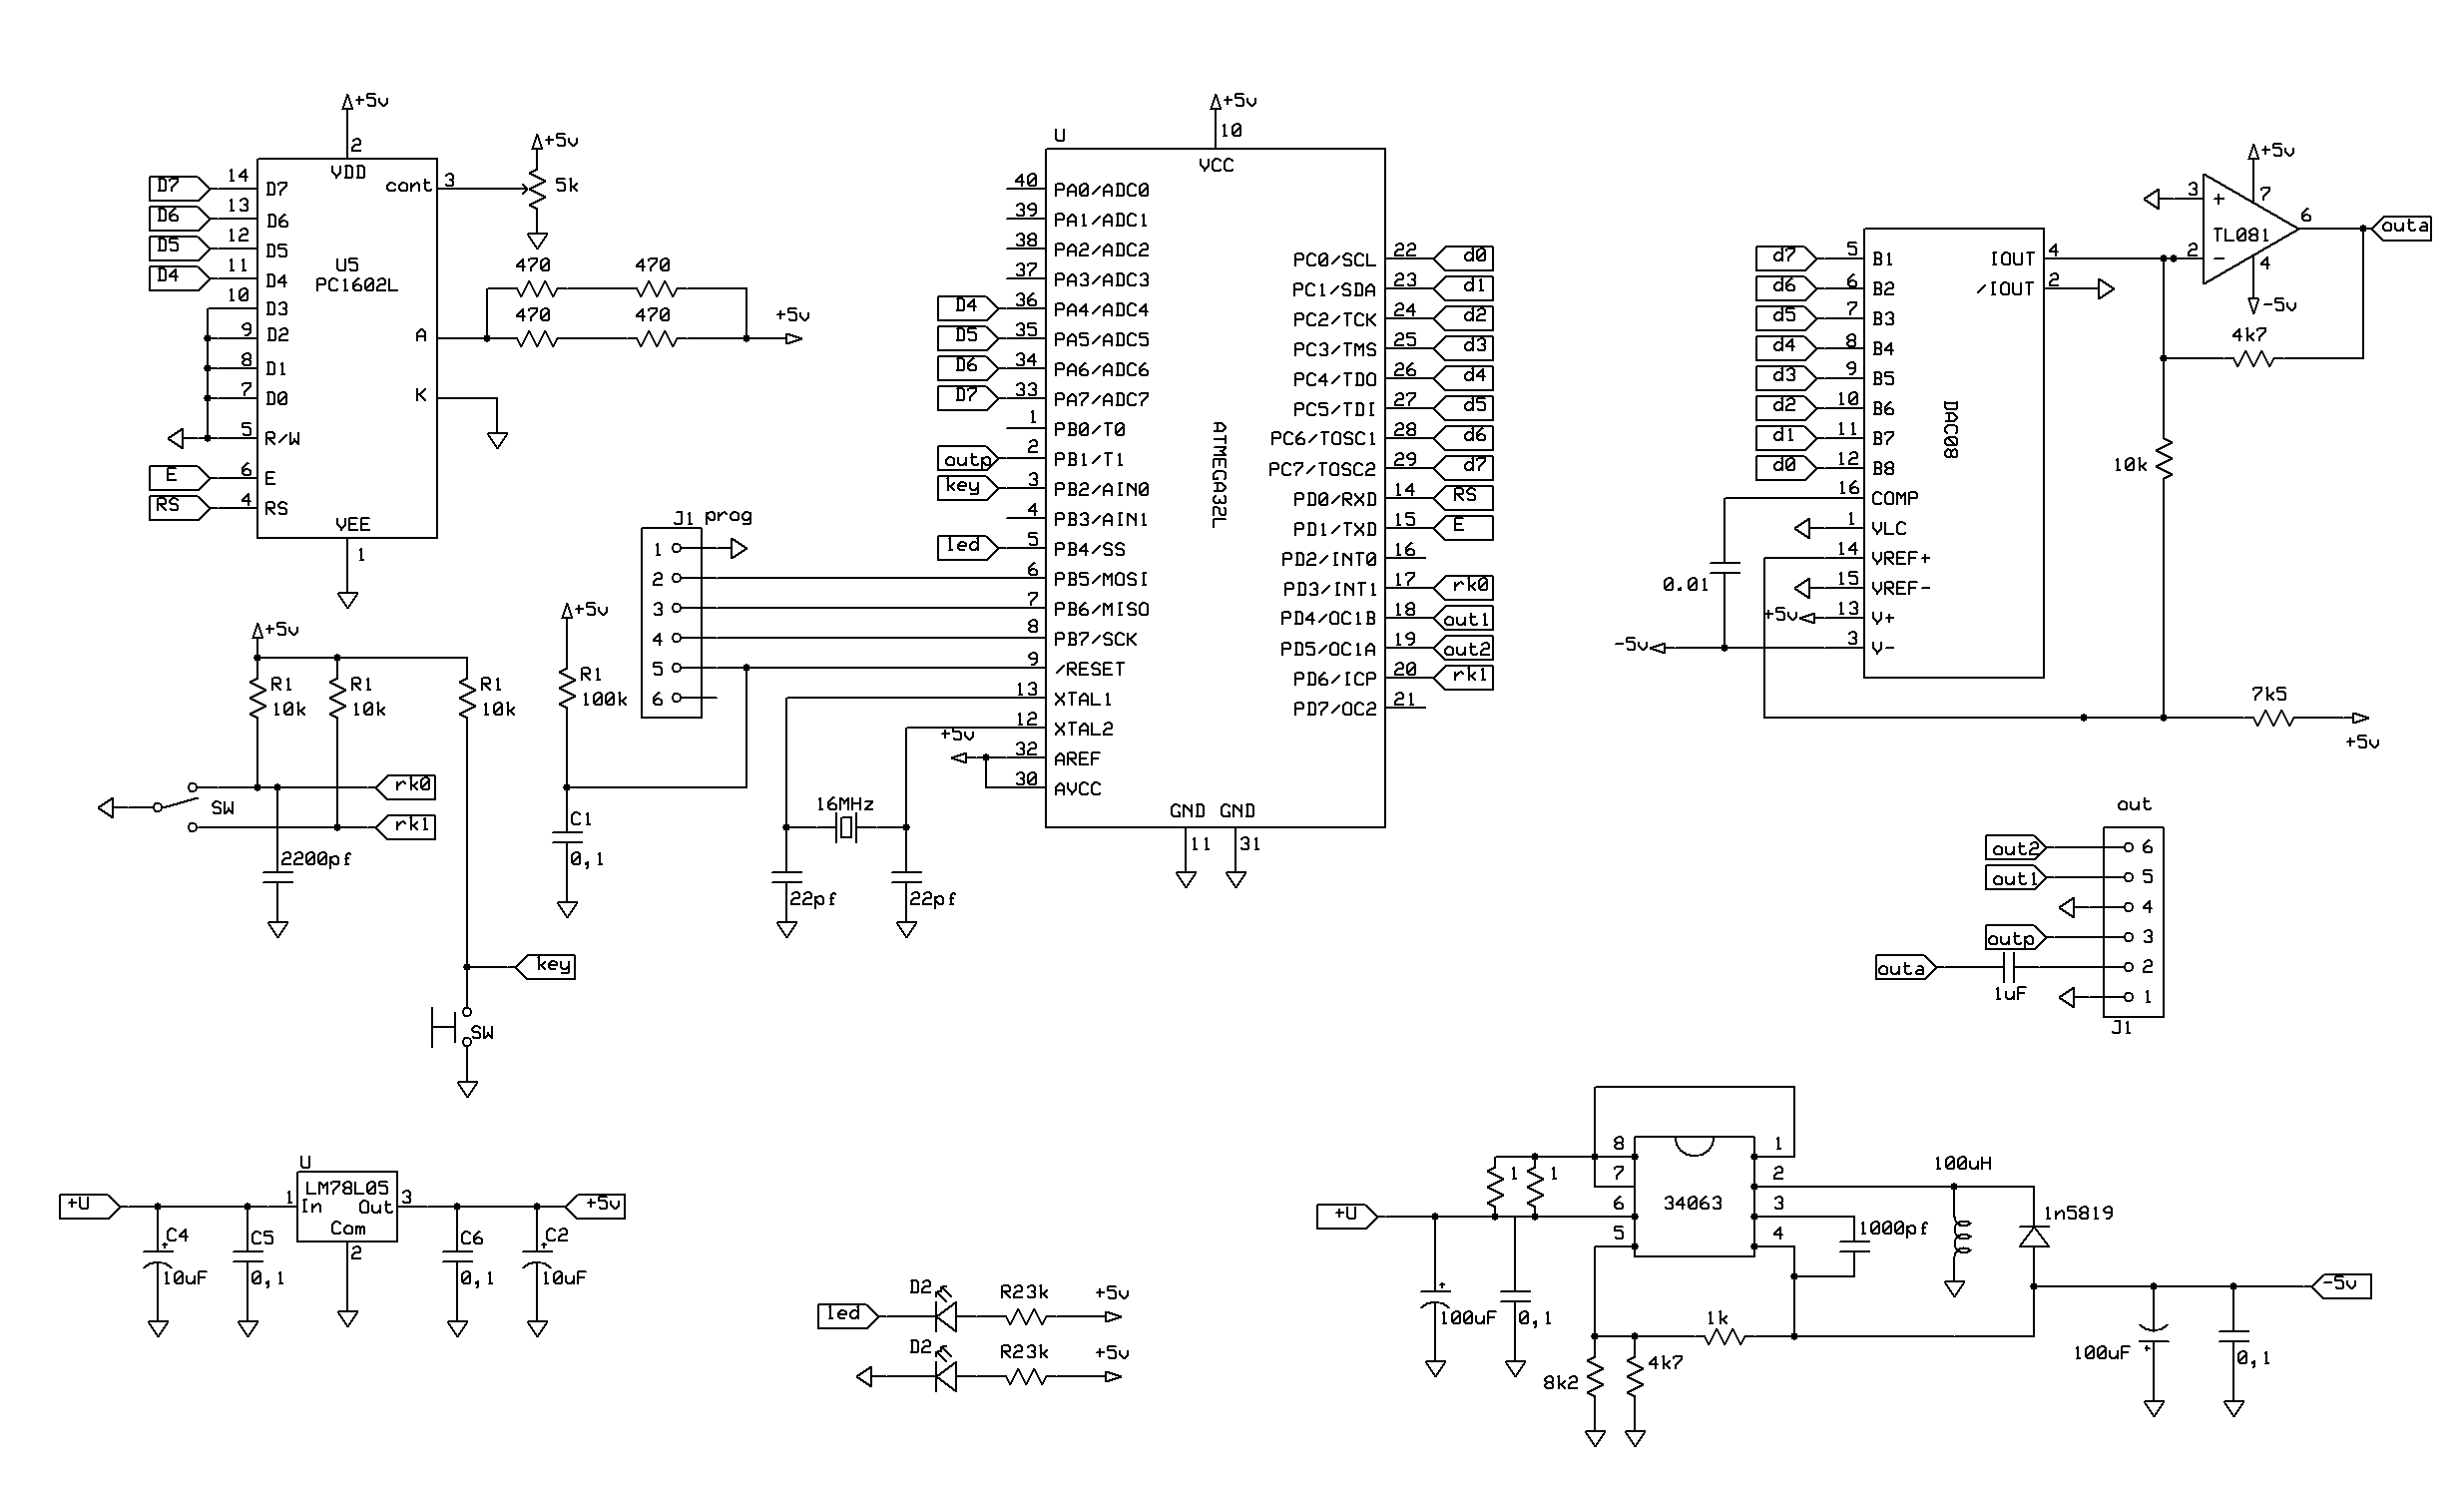 +5v
2
VDD
D7 14 D7
D6 13 D6
D5 12 D5
D4 11 D4
10 D3
9 D2
8 D1
7 D0
5 R/W
E 6 E
RS 4 RS
U5
PC1602L
cont 3
A
K
VEE
1
+5v
5k
470 470
470 470
+5v
+5v
R1
10k
R1
10k
R1
10k
SW
rk0
rk1
2200pf
key
SW
+5v
R1
100k
C1
0,1
J1 prog
1
2
3
4
5
6
16MHz
22pf
22pf
+5v
10
U
VCC
ATMEGA32L
40 PA0/ADC0
39 PA1/ADC1
38 PA2/ADC2
37 PA3/ADC3
D4 36 PA4/ADC4
D5 35 PA5/ADC5
D6 34 PA6/ADC6
D7 33 PA7/ADC7
1 PB0/T0
outp 2 PB1/T1
key 3 PB2/AIN0
4 PB3/AIN1
led 5 PB4/SS
6 PB5/MOSI
7 PB6/MISO
8 PB7/SCK
9 /RESET
13 XTAL1
12 XTAL2
+5v
32 AREF
30 AVCC
PC0/SCL 22 d0
PC1/SDA 23 d1
PC2/TCK 24 d2
PC3/TMS 25 d3
PC4/TDO 26 d4
PC5/TDI 27 d5
PC6/TOSC1 28 d6
PC7/TOSC2 29 d7
PD0/RXD 14 RS
PD1/TXD 15 E
PD2/INT0 16
PD3/INT1 17 rk0
PD4/OC1B 18 out1
PD5/OC1A 19 out2
PD6/ICP 20 rk1
PD7/OC2 21
GND GND
11 31
d7 5 B1
d6 6 B2
d5 7 B3
d4 8 B4
d3 9 B5
d2 10 B6
d1 11 B7
d0 12 B8
16 COMP
1 VLC
14 VREF+
15 VREF-
+5v 13 V+
-5v 3 V-
0.01
DAC08
IOUT 4
/IOUT 2
+5v
3 + 7
TL081
6
2 - 4
-5v
outa
4k7
10k
7k5
+5v
out
out2 6
out1 5
4
outp 3
outa 2
1uF
1
J1
U
+U 1 LM78L05 3 +5v
In Out
Com
2
C4
10uF
C5
0,1
C6
0,1
C2
10uF
led D2 R23k +5v
D2 R23k +5v
+U
1 1
100uF
0,1
34063
8
7
6
5
1
2
3
4
100uH
1000pf
1n5819
1k
8k2
4k7
-5v
100uF
0,1